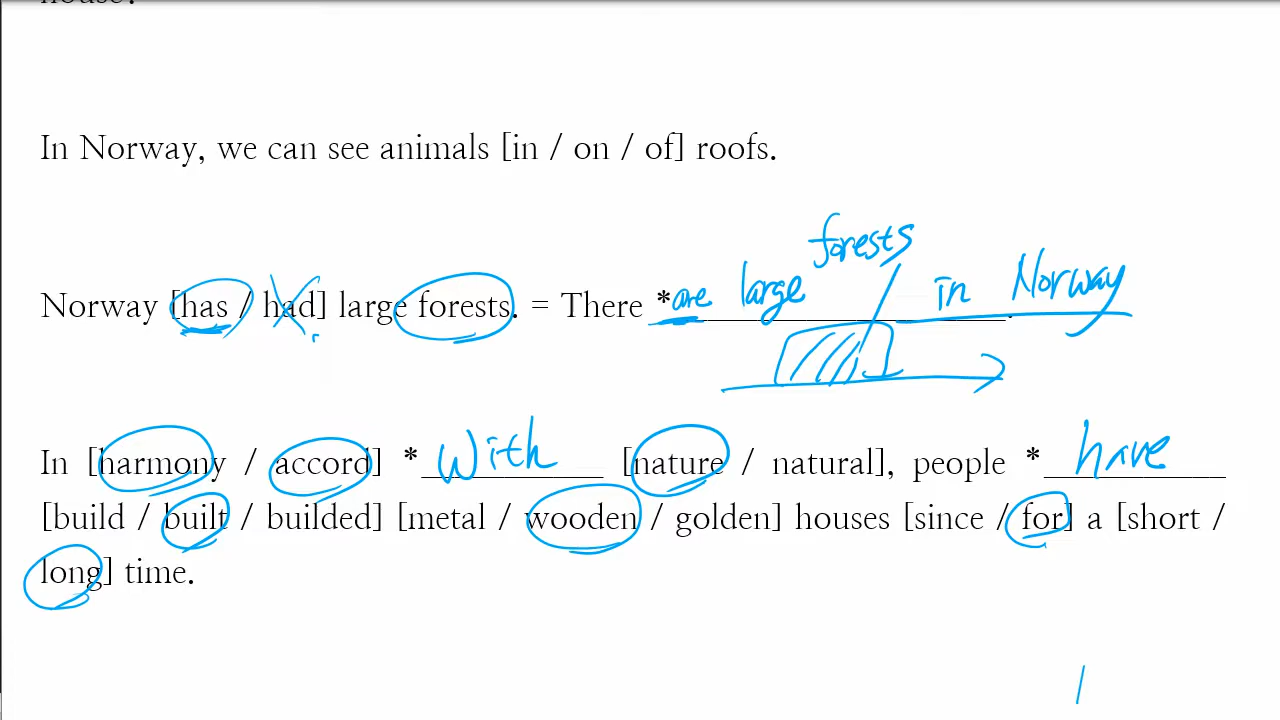 house?
In Norway, we can see animals [in / on / of] roofs.
forests
Norway [has / had] large forests. = There *are large / in Norway.
In [harmony / accord] * with [nature / natural], people * have
[build / built / builded] [metal / wooden / golden] houses [since / for] a [short /
long] time.